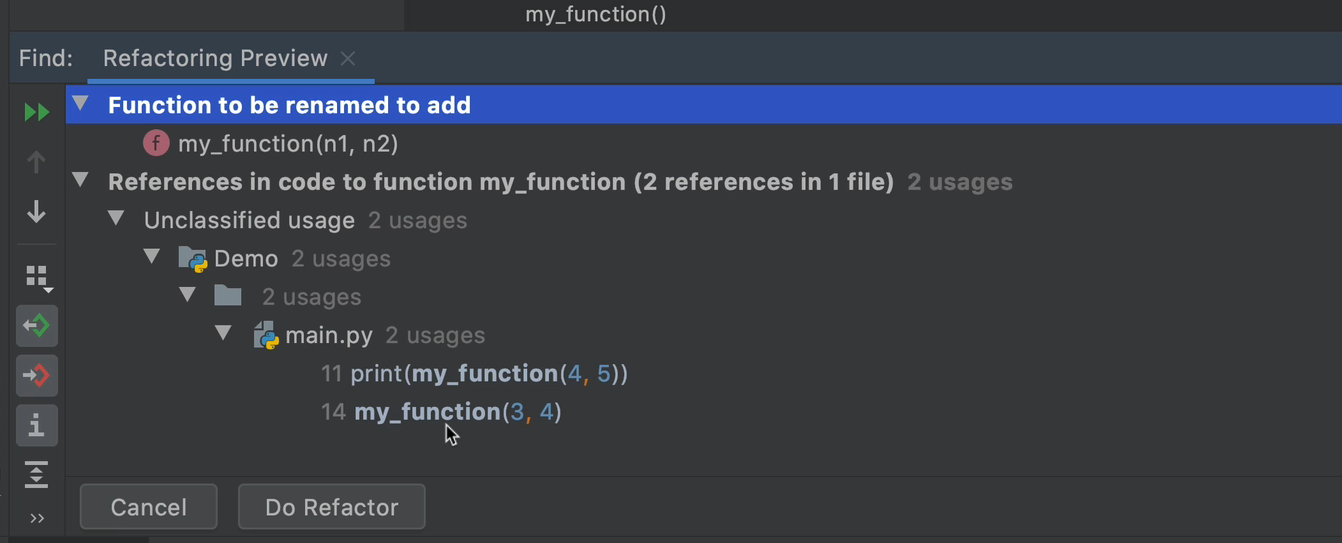 my_function()
Find: Refactoring Preview
Function to be renamed to add
f my_function(n1, n2)
References in code to function my_function (2 references in 1 file) 2 usages
Unclassified usage 2 usages
Demo 2 usages
2 usages
main.py 2 usages
11 print(my_function(4, 5))
14 my_function(3, 4)
Cancel Do Refactor